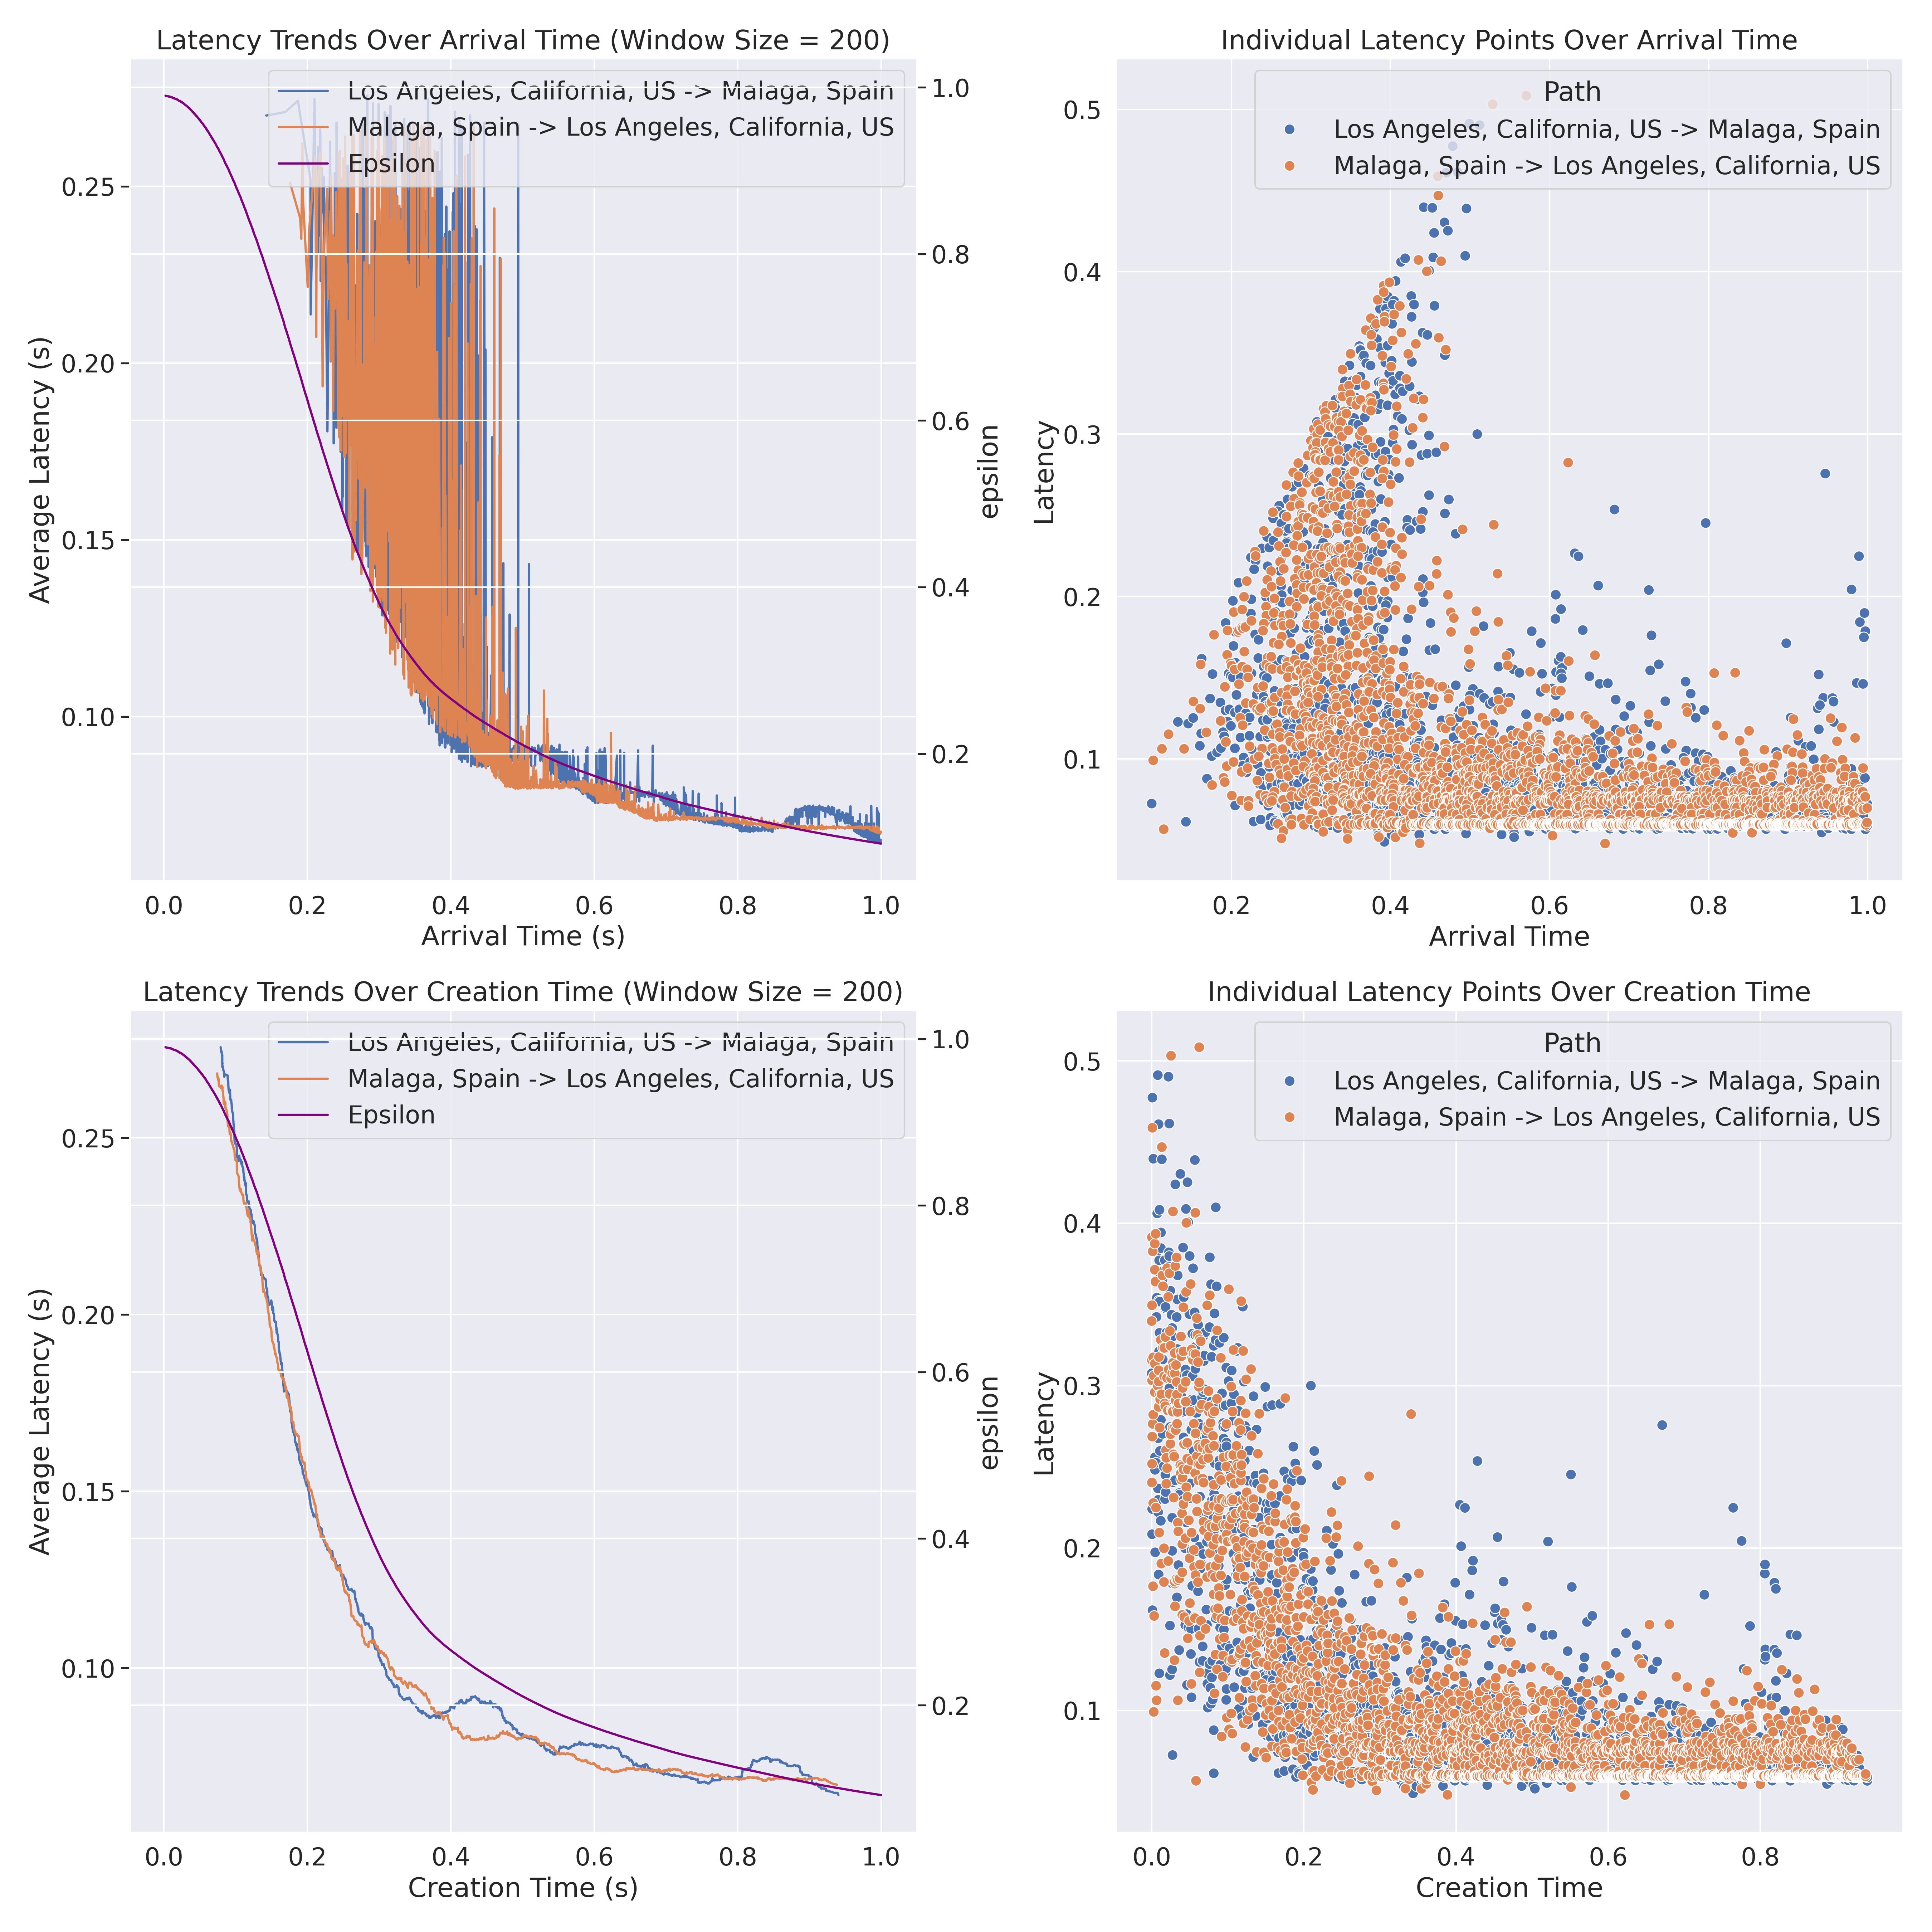 Latency Trends Over Arrival Time (Window Size = 200)
Los Angeles, California, US -> Malaga, Spain
Malaga, Spain -> Los Angeles, California, US
Epsilon
0.25
0.20
0.15
0.10
Average Latency (s)
1.0
0.8
0.6
0.4
0.2
epsilon
0.0 0.2 0.4 0.6 0.8 1.0
Arrival Time (s)
Individual Latency Points Over Arrival Time
Path
Los Angeles, California, US -> Malaga, Spain
Malaga, Spain -> Los Angeles, California, US
0.5
0.4
0.3
0.2
0.1
Latency
0.2 0.4 0.6 0.8 1.0
Arrival Time
Latency Trends Over Creation Time (Window Size = 200)
Los Angeles, California, US -> Malaga, Spain
Malaga, Spain -> Los Angeles, California, US
Epsilon
0.25
0.20
0.15
0.10
Average Latency (s)
1.0
0.8
0.6
0.4
0.2
epsilon
0.0 0.2 0.4 0.6 0.8 1.0
Creation Time (s)
Individual Latency Points Over Creation Time
Path
Los Angeles, California, US -> Malaga, Spain
Malaga, Spain -> Los Angeles, California, US
0.5
0.4
0.3
0.2
0.1
Latency
0.0 0.2 0.4 0.6 0.8
Creation Time